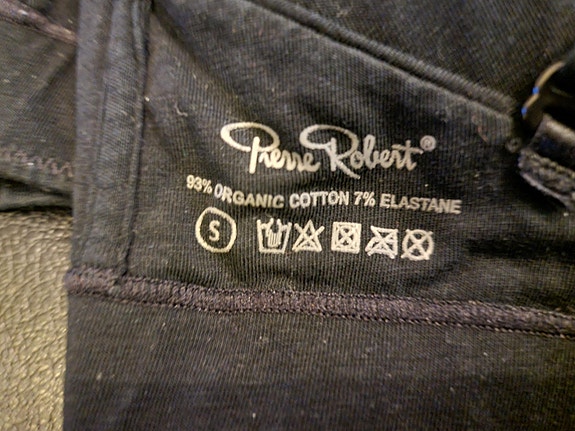 Pierre Robert®
93% ORGANIC COTTON 7% ELASTANE
S